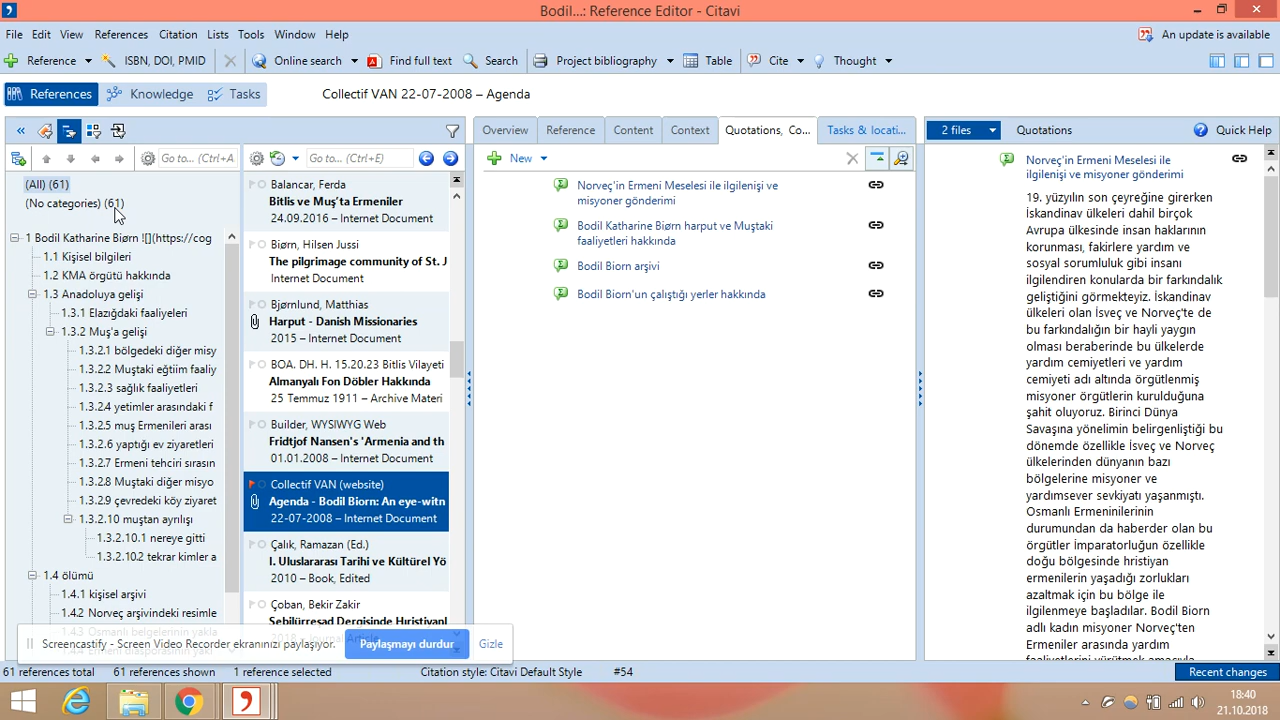 Bodil...: Reference Editor - Citavi
File Edit View References Citation Lists Tools Window Help An update is available
Reference ISBN, DOI, PMID Online search Find full text Search Project bibliography Table Cite Thought
References Knowledge Tasks Collectif VAN 22-07-2008 – Agenda
Go to... (Ctrl+A
(All) (61)
(No categories) (61)
1 Bodil Katharine Biørn ![](https://cog
1.1 Kişisel bilgileri
1.2 KMA örgütü hakkında
1.3 Anadoluya gelişi
1.3.1 Elazığdaki faaliyeleri
1.3.2 Muş'a gelişi
1.3.2.1 bölgedeki diğer misy
1.3.2.2 Muştaki eğtiim faaliy
1.3.2.3 sağlık faaliyetleri
1.3.2.4 yetimler arasındaki f
1.3.2.5 muş Ermenileri arası
1.3.2.6 yaptığı ev ziyaretleri
1.3.2.7 Ermeni tehciri sırasın
1.3.2.8 Muştaki diğer misyo
1.3.2.9 çevredeki köy ziyaret
1.3.2.10 muştan ayrılışı
1.3.2.10.1 nereye gitti
1.3.2.10.2 tekrar kimler a
1.4 ölümü
1.4.1 kişisel arşivi
1.4.2 Norveç arşivindeki resimle
Go to... (Ctrl+E)
Balancar, Ferda
Bitlis ve Muş'ta Ermeniler
24.09.2016 – Internet Document
Biørn, Hilsen Jussi
The pilgrimage community of St. J
Internet Document
Bjørnlund, Matthias
Harput - Danish Missionaries
2015 – Internet Document
BOA. DH. H. 15.20.23 Bitlis Vilayeti
Almanyalı Fon Döbler Hakkında
25 Temmuz 1911 – Archive Materi
Builder, WYSIWYG Web
Fridtjof Nansen's 'Armenia and th
01.01.2008 – Internet Document
Collectif VAN (website)
Agenda - Bodil Biorn: An eye-witn
22-07-2008 – Internet Document
Çalık, Ramazan (Ed.)
I. Uluslararası Tarihi ve Kültürel Yö
2010 – Book, Edited
Çoban, Bekir Zakir
Sebilürreşad Dergisinde Hıristiyanl
Overview Reference Content Context Quotations, Co... Tasks & locati...
New
Norveç'in Ermeni Meselesi ile ilgilenişi ve
misyoner gönderimi
Bodil Katharine Biørn harput ve Muştaki
faaliyetleri hakkında
Bodil Biorn arşivi
Bodil Biorn'un çalıştığı yerler hakkında
2 files Quotations Quick Help
Norveç'in Ermeni Meselesi ile
ilgilenişi ve misyoner gönderimi
19. yüzyılın son çeyreğine girerken
İskandinav ülkeleri dahil birçok
Avrupa ülkesinde insan haklarının
korunması, fakirlere yardım ve
sosyal sorumluluk gibi insanı
ilgilendiren konularda bir farkındalık
geliştiğini görmekteyiz. İskandinav
ülkeleri olan İsveç ve Norveç'te de
bu farkındalığın bir hayli yaygın
olması beraberinde bu ülkelerde
yardım cemiyetleri ve yardım
cemiyeti adı altında örgütlenmiş
misyoner örgütlerin kurulduğuna
şahit oluyoruz. Birinci Dünya
Savaşına yönelimin belirgenliştiği bu
dönemde özellikle İsveç ve Norveç
ülkelerinden dünyanın bazı
bölgelerine misyoner ve
yardımsever sevkiyatı yaşanmıştı.
Osmanlı Ermeninilerinin
durumundan da haberder olan bu
örgütler İmparatorluğun özellikle
doğu bölgesinde hristiyan
ermenilerin yaşadığı zorlukları
azaltmak için bu bölge ile
ilgilenmeye başladılar. Bodil Biorn
adlı kadın misyoner Norveç'ten
Screencastify - Screen Video Recorder ekranınızı paylaşıyor. Paylaşmayı durdur Gizle
61 references total 61 references shown 1 reference selected Citation style: Citavi Default Style #54 Recent changes
18:40
21.10.2018